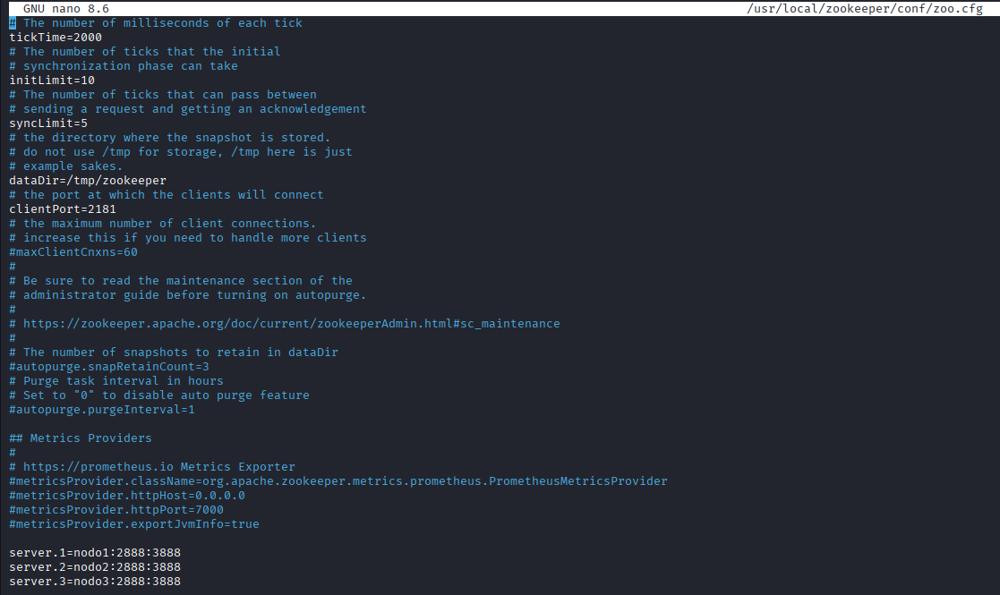 GNU nano 8.6 /usr/local/zookeeper/conf/zoo.cfg
# The number of milliseconds of each tick
tickTime=2000
# The number of ticks that the initial
# synchronization phase can take
initLimit=10
# The number of ticks that can pass between
# sending a request and getting an acknowledgement
syncLimit=5
# the directory where the snapshot is stored.
# do not use /tmp for storage, /tmp here is just
# example sakes.
dataDir=/tmp/zookeeper
# the port at which the clients will connect
clientPort=2181
# the maximum number of client connections.
# increase this if you need to handle more clients
#maxClientCnxns=60
#
# Be sure to read the maintenance section of the
# administrator guide before turning on autopurge.
#
# https://zookeeper.apache.org/doc/current/zookeeperAdmin.html#sc_maintenance
#
# The number of snapshots to retain in dataDir
#autopurge.snapRetainCount=3
# Purge task interval in hours
# Set to "0" to disable auto purge feature
#autopurge.purgeInterval=1

## Metrics Providers
#
# https://prometheus.io Metrics Exporter
#metricsProvider.className=org.apache.zookeeper.metrics.prometheus.PrometheusMetricsProvider
#metricsProvider.httpHost=0.0.0.0
#metricsProvider.httpPort=7000
#metricsProvider.exportJvmInfo=true

server.1=nodo1:2888:3888
server.2=nodo2:2888:3888
server.3=nodo3:2888:3888